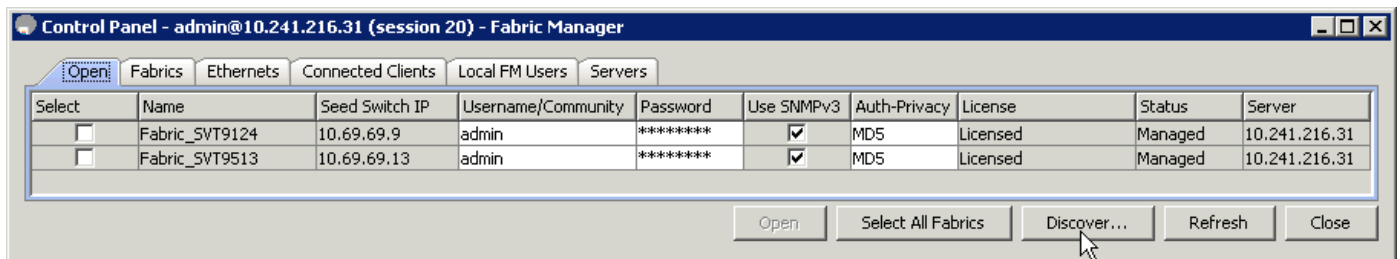 Control Panel - admin@10.241.216.31 (session 20) - Fabric Manager
Open Fabrics Ethernets Connected Clients Local FM Users Servers
Select Name Seed Switch IP Username/Community Password Use SNMPv3 Auth-Privacy License Status Server
Fabric_SVT9124 10.69.69.9 admin ******** MD5 Licensed Managed 10.241.216.31
Fabric_SVT9513 10.69.69.13 admin ******** MD5 Licensed Managed 10.241.216.31
Open Select All Fabrics Discover... Refresh Close